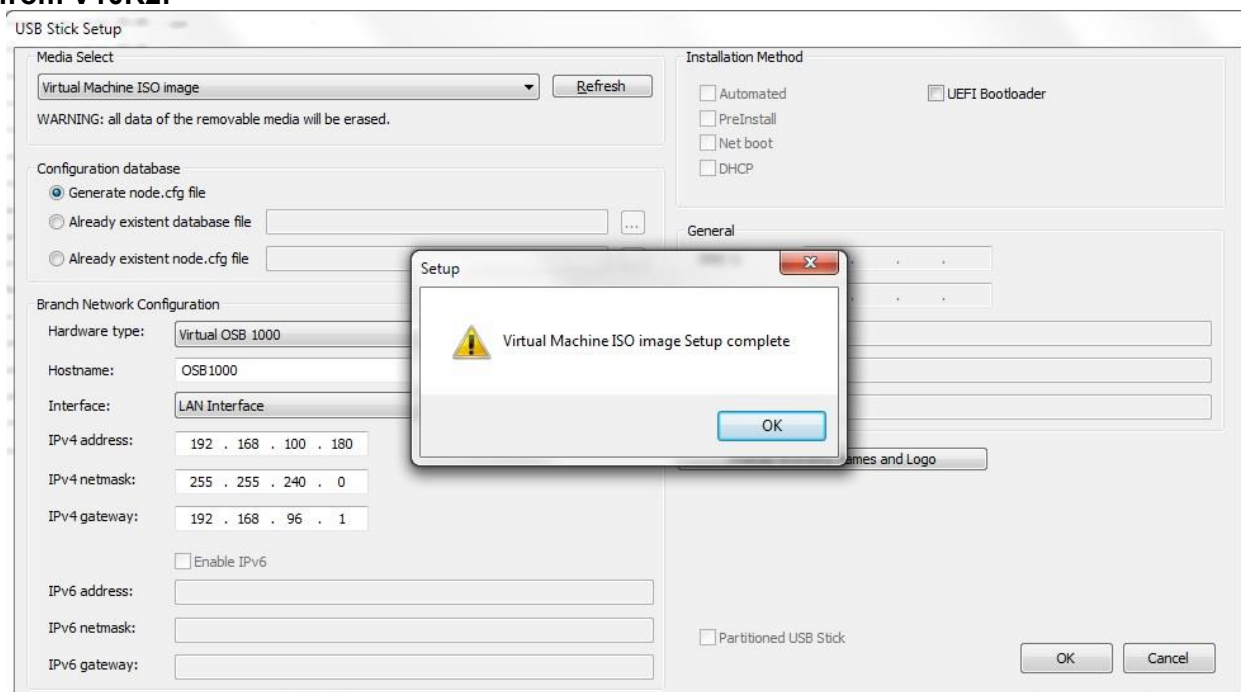 from V10R2.
USB Stick Setup
Media Select
Virtual Machine ISO image
Refresh
WARNING: all data of the removable media will be erased.
Configuration database
Generate node.cfg file
Already existent database file
...
Already existent node.cfg file
Branch Network Configuration
Hardware type: Virtual OSB 1000
Hostname: OSB1000
Interface: LAN Interface
IPv4 address: 192 . 168 . 100 . 180
IPv4 netmask: 255 . 255 . 240 . 0
IPv4 gateway: 192 . 168 . 96 . 1
Enable IPv6
IPv6 address:
IPv6 netmask:
IPv6 gateway:
Installation Method
Automated
UEFI Bootloader
PreInstall
Net boot
DHCP
General
Setup
Virtual Machine ISO image Setup complete
OK
and Logo
Partitioned USB Stick
OK
Cancel